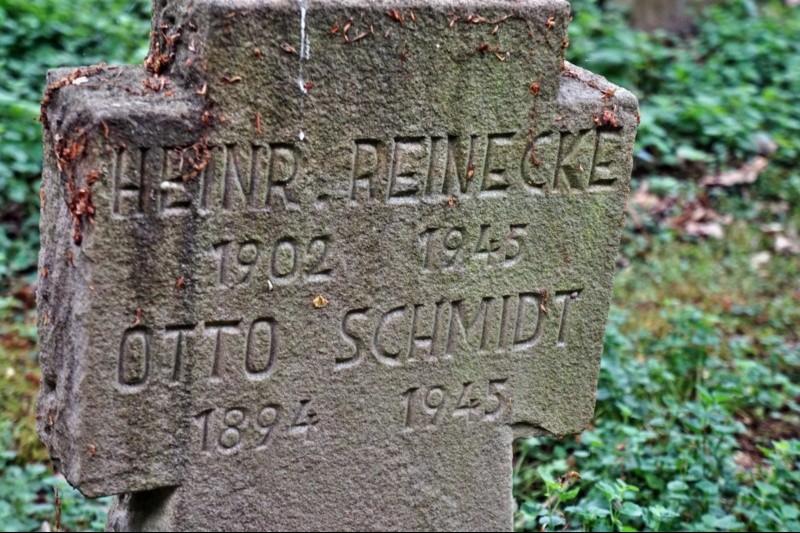 HEINR. REINECKE
1902 1945
OTTO SCHMIDT
1894 1945